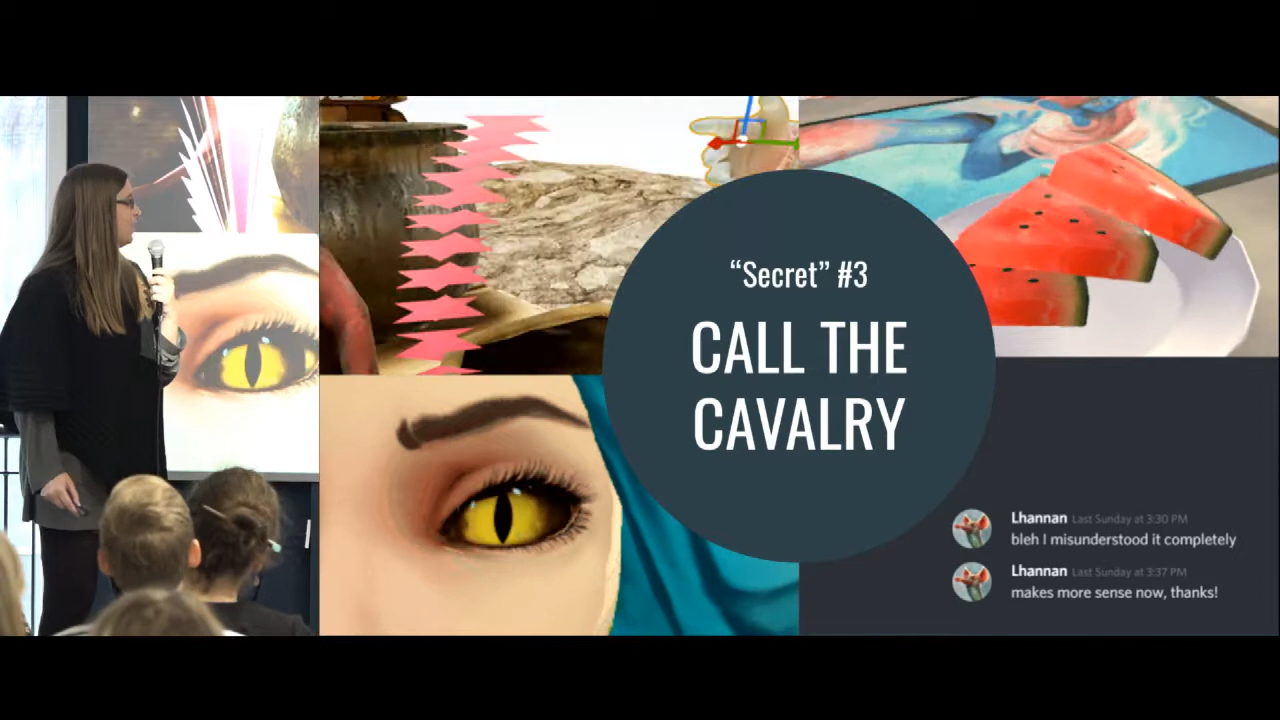 “Secret” #3
CALL THE
CAVALRY
Lhannan Last Sunday at 3:30 PM
bleh I misunderstood it completely
Lhannan Last Sunday at 3:37 PM
makes more sense now, thanks!